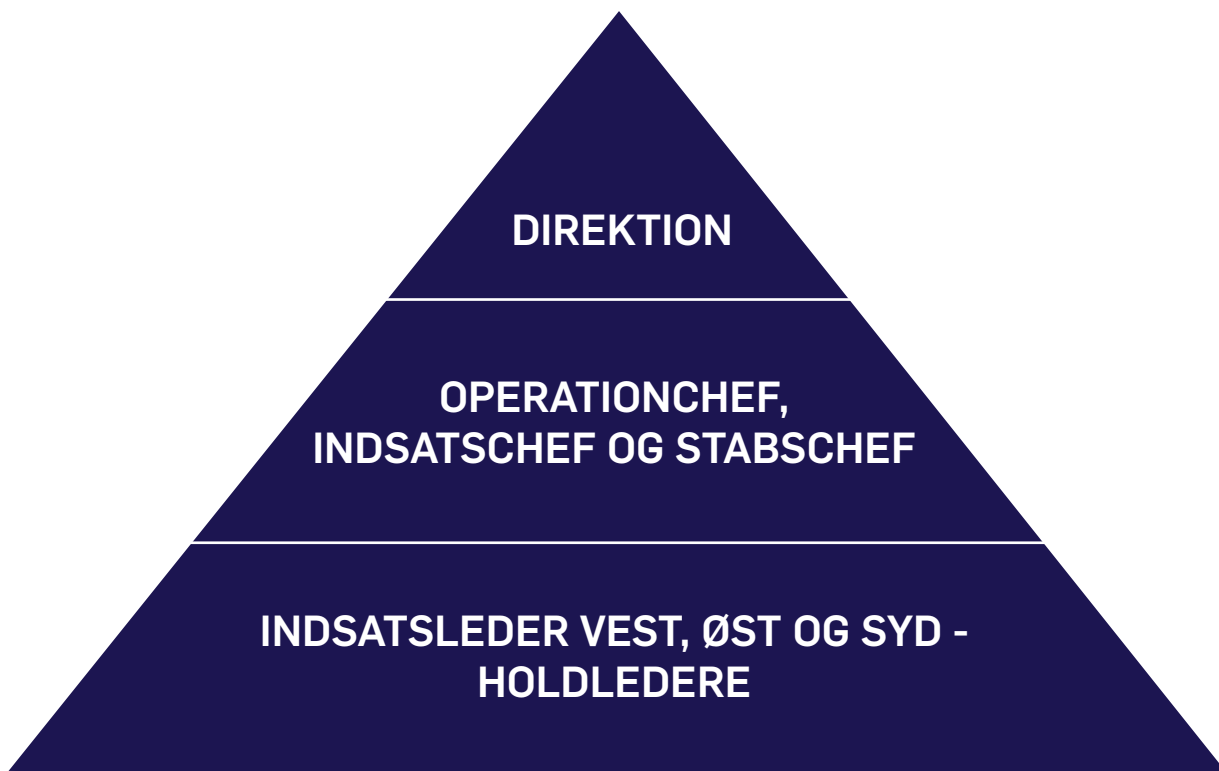 DIREKTION
OPERATIONCHEF,
INDSATSCHEF OG STABSCHEF
INDSATSLEDER VEST, ØST OG SYD -
HOLDLEDERE